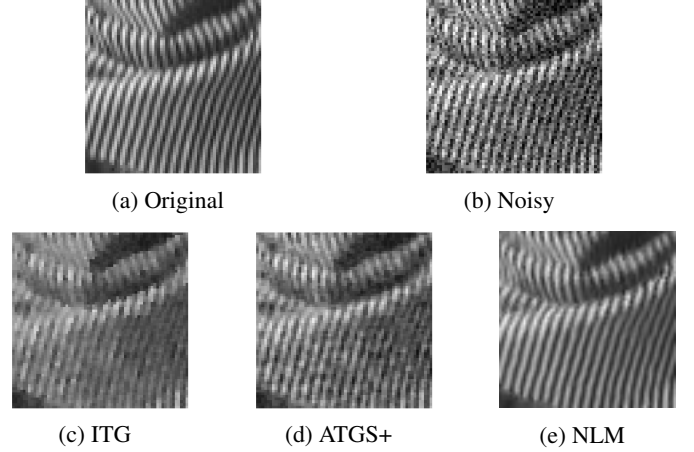 (a) Original
(b) Noisy
(c) ITG
(d) ATGS+
(e) NLM